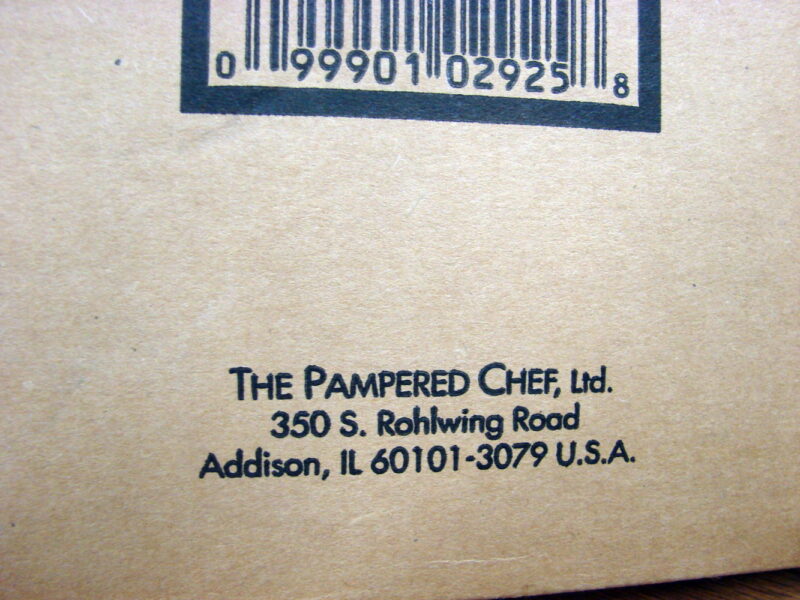 0 99901 02925 8
THE PAMPERED CHEF, Ltd.
350 S. Rohlwing Road
Addison, IL 60101-3079 U.S.A.